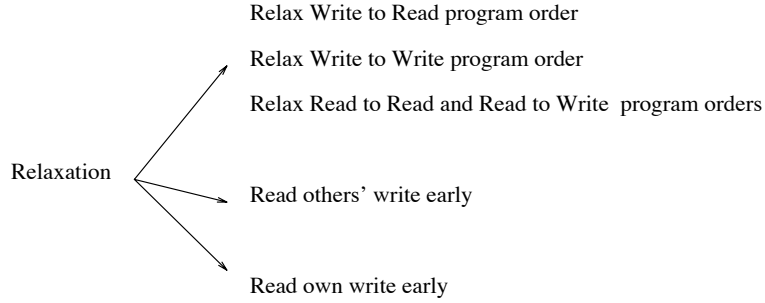 Relax Write to Read program order
Relax Write to Write program order
Relax Read to Read and Read to Write program orders
Relaxation
Read others’ write early
Read own write early